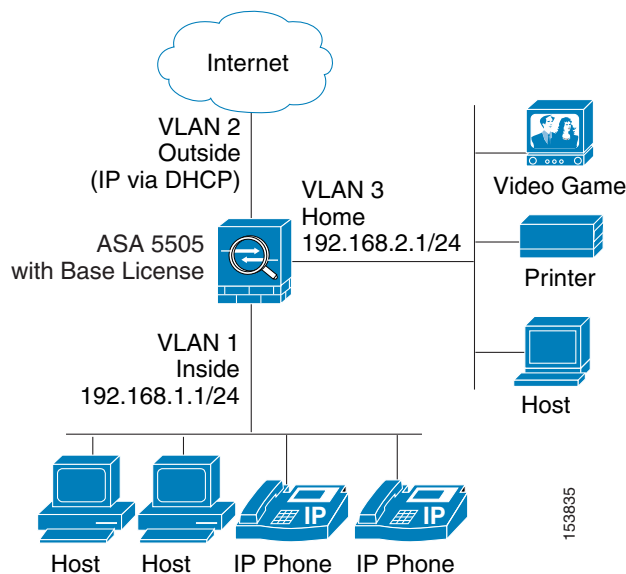 Internet
VLAN 2
Outside
(IP via DHCP)
VLAN 3
Home
192.168.2.1/24
Video Game
ASA 5505
with Base License
Printer
VLAN 1
Inside
192.168.1.1/24
Host
IP
IP
Host
Host
IP Phone
IP Phone
153835